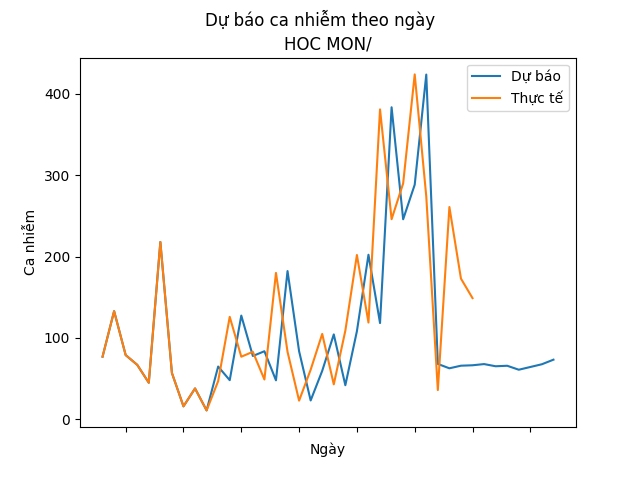 Dự báo ca nhiễm theo ngày
HOC MON/
Dự báo
Thực tế
400
300
200
100
0
Ca nhiễm
Ngày